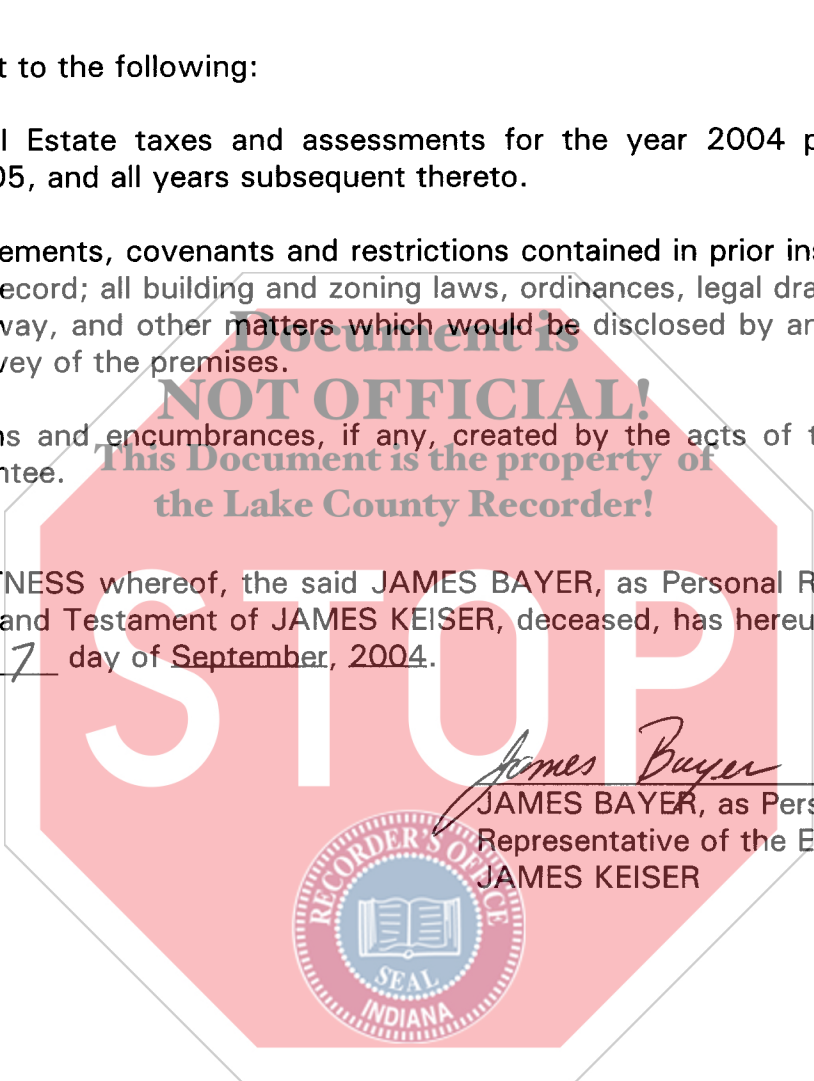 t to the following:
l Estate taxes and assessments for the year 2004 p
05, and all years subsequent thereto.
ements, covenants and restrictions contained in prior ins
ecord; all building and zoning laws, ordinances, legal dra
way, and other matters which would be disclosed by an
vey of the premises.
Document is
NOT OFFICIAL!
ns and encumbrances, if any, created by the acts of t
ntee.
This Document is the property of
the Lake County Recorder!
TNESS whereof, the said JAMES BAYER, as Personal R
and Testament of JAMES KEISER, deceased, has hereu
7 day of September, 2004.
STOP
James Bayer
JAMES BAYER, as Pers
Representative of the E
JAMES KEISER
RECORDER'S OFFICE
SEAL
INDIANA